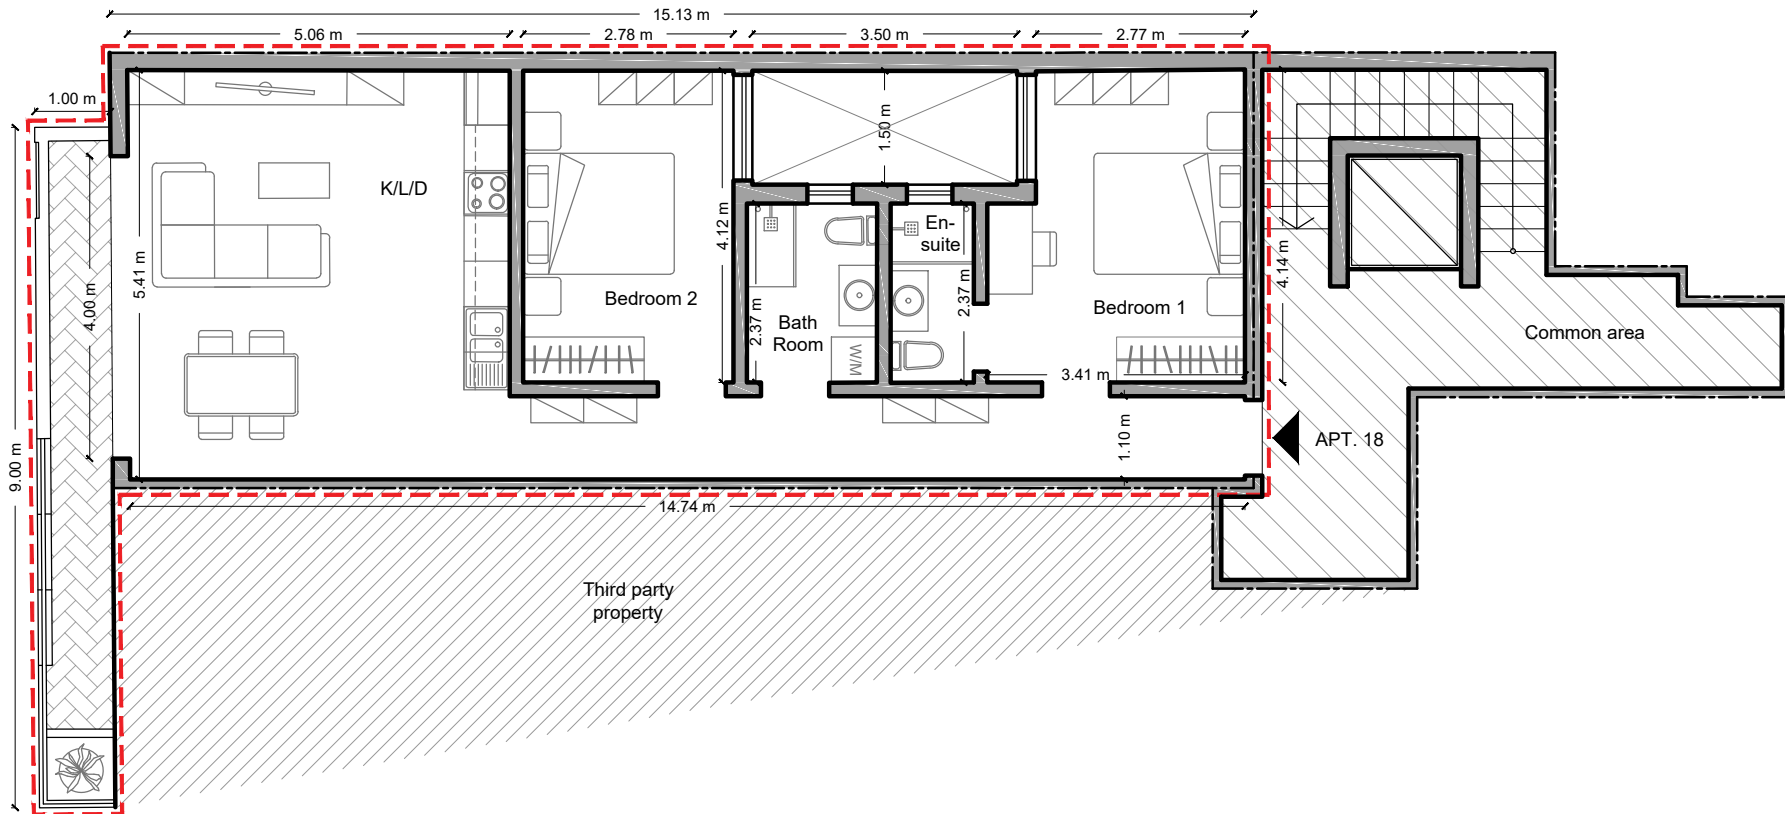 15.13 m
5.06 m
2.78 m
3.50 m
2.77 m
1.00 m
1.50 m
K/L/D
En-
suite
4.12 m
5.41 m
4.00 m
4.14 m
2.37 m
2.37 m
Bedroom 2
Bedroom 1
Bath
Room
W/M
Common area
3.41 m
1.10 m
APT. 18
9.00 m
14.74 m
Third party
property